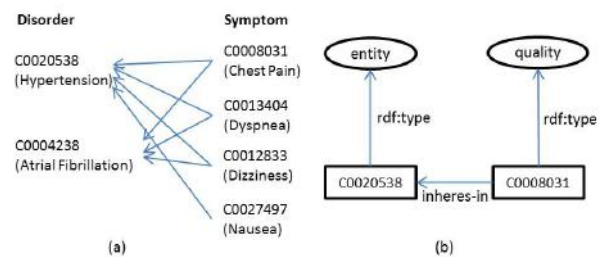 Disorder
Symptom
C0020538
(Hypertension)
C0004238
(Atrial Fibrillation)
C0008031
(Chest Pain)
C0013404
(Dyspnea)
C0012833
(Dizziness)
C0027497
(Nausea)
(a)
entity
quality
rdf:type
rdf:type
C0020538
C0008031
inheres-in
(b)